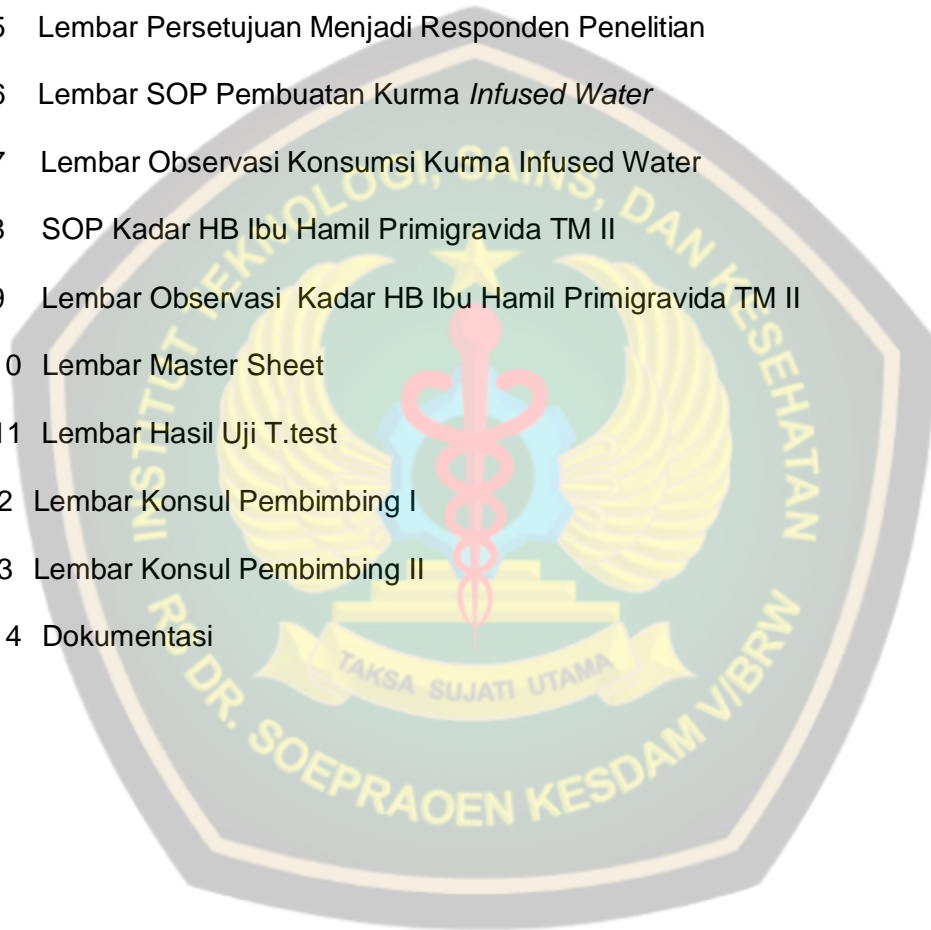 5 Lembar Persetujuan Menjadi Responden Penelitian
6 Lembar SOP Pembuatan Kurma Infused Water
7 Lembar Observasi Konsumsi Kurma Infused Water
8 SOP Kadar HB Ibu Hamil Primigravida TM II
9 Lembar Observasi Kadar HB Ibu Hamil Primigravida TM II
10 Lembar Master Sheet
11 Lembar Hasil Uji T.test
2 Lembar Konsul Pembimbing I
3 Lembar Konsul Pembimbing II
4 Dokumentasi
INSTITUT TEKNOLOGI, SAINS, DAN KESEHATAN
TAKSA SUJATI UTAMA
RS DR. SOEPRAOEN KESDAM V/BRW